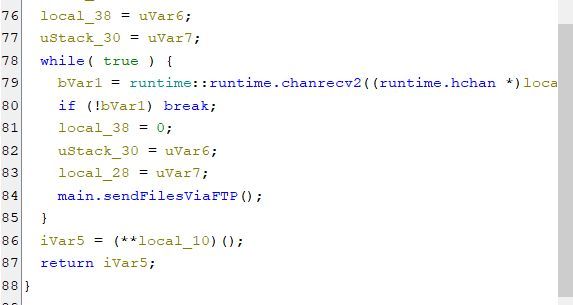 76 local_38 = uVar6;
77 uStack_30 = uVar7;
78 while( true ) {
79 bVar1 = runtime::runtime.chanrecv2((runtime.hchan *)loca
80 if (!bVar1) break;
81 local_38 = 0;
82 uStack_30 = uVar6;
83 local_28 = uVar7;
84 main.sendFilesViaFTP();
85 }
86 iVar5 = (**local_10)();
87 return iVar5;
88 }